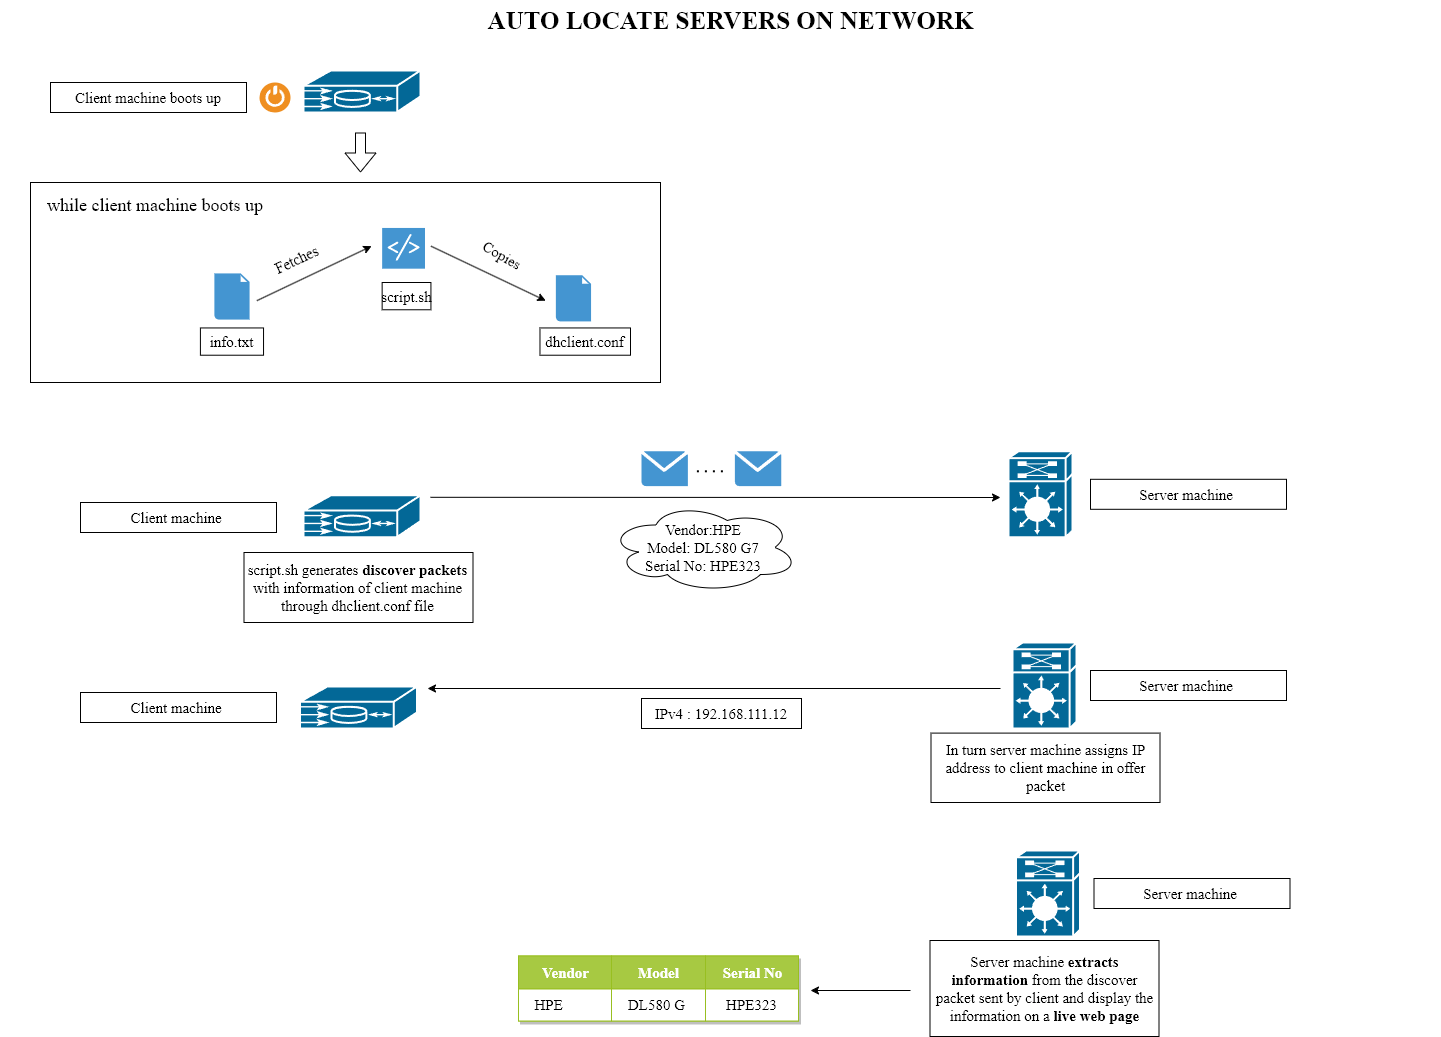 AUTO LOCATE SERVERS ON NETWORK
Client machine boots up
while client machine boots up
Fetches
Copies
</>
script.sh
info.txt
dhclient.conf
....
Client machine
Server machine
Vendor:HPE
Model: DL580 G7
Serial No: HPE323
script.sh generates discover packets
with information of client machine
through dhclient.conf file
Client machine
Server machine
IPv4 : 192.168.111.12
In turn server machine assigns IP
address to client machine in offer
packet
Server machine
Server machine extracts
information from the discover
packet sent by client and display the
information on a live web page
Vendor Model Serial No
HPE DL580 G HPE323